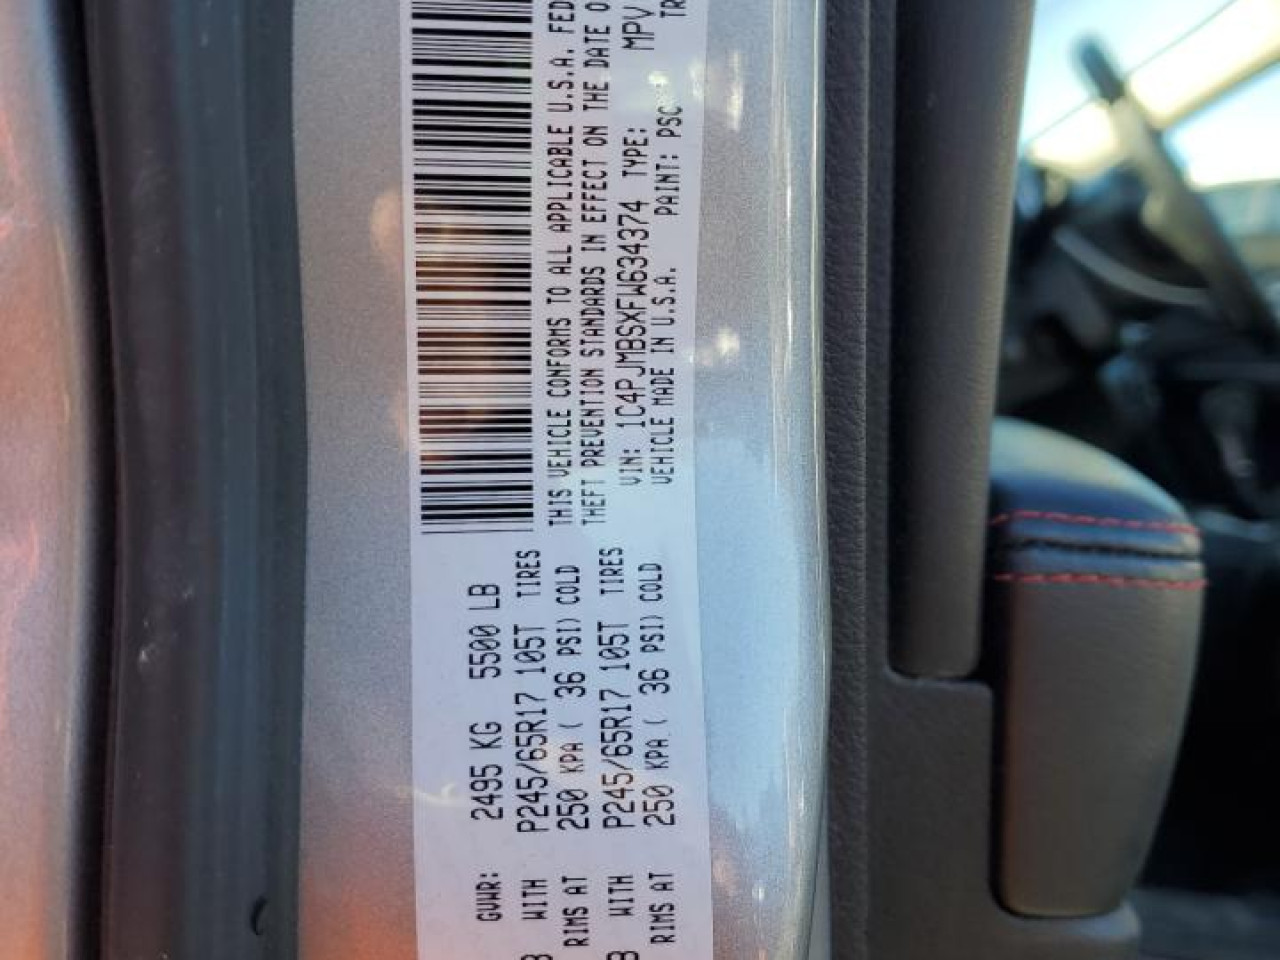 GVWR: 2495 KG 5500 LB
WITH P245/65R17 105T TIRES
RIMS AT 250 KPA ( 36 PSI) COLD
WITH P245/65R17 105T TIRES
RIMS AT 250 KPA ( 36 PSI) COLD
THIS VEHICLE CONFORMS TO ALL APPLICABLE U.S.A. FED
THEFT PREVENTION STANDARDS IN EFFECT ON THE DATE O
VIN: 1C4PJMBSXFW634374 TYPE: MPV
VEHICLE MADE IN U.S.A. PAINT: PSC TR